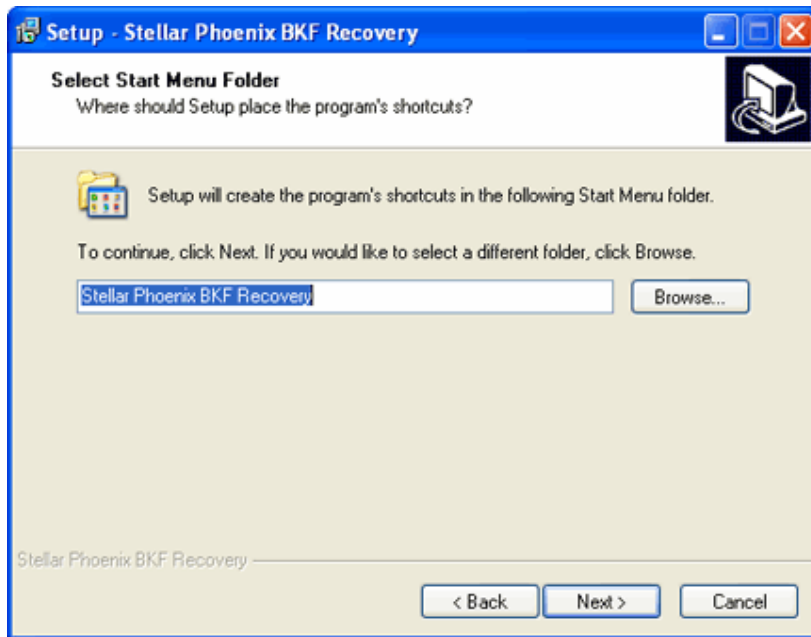 Setup - Stellar Phoenix BKF Recovery
Select Start Menu Folder
Where should Setup place the program's shortcuts?
Setup will create the program's shortcuts in the following Start Menu folder.
To continue, click Next. If you would like to select a different folder, click Browse.
Stellar Phoenix BKF Recovery
Browse...
Stellar Phoenix BKF Recovery
< Back
Next >
Cancel